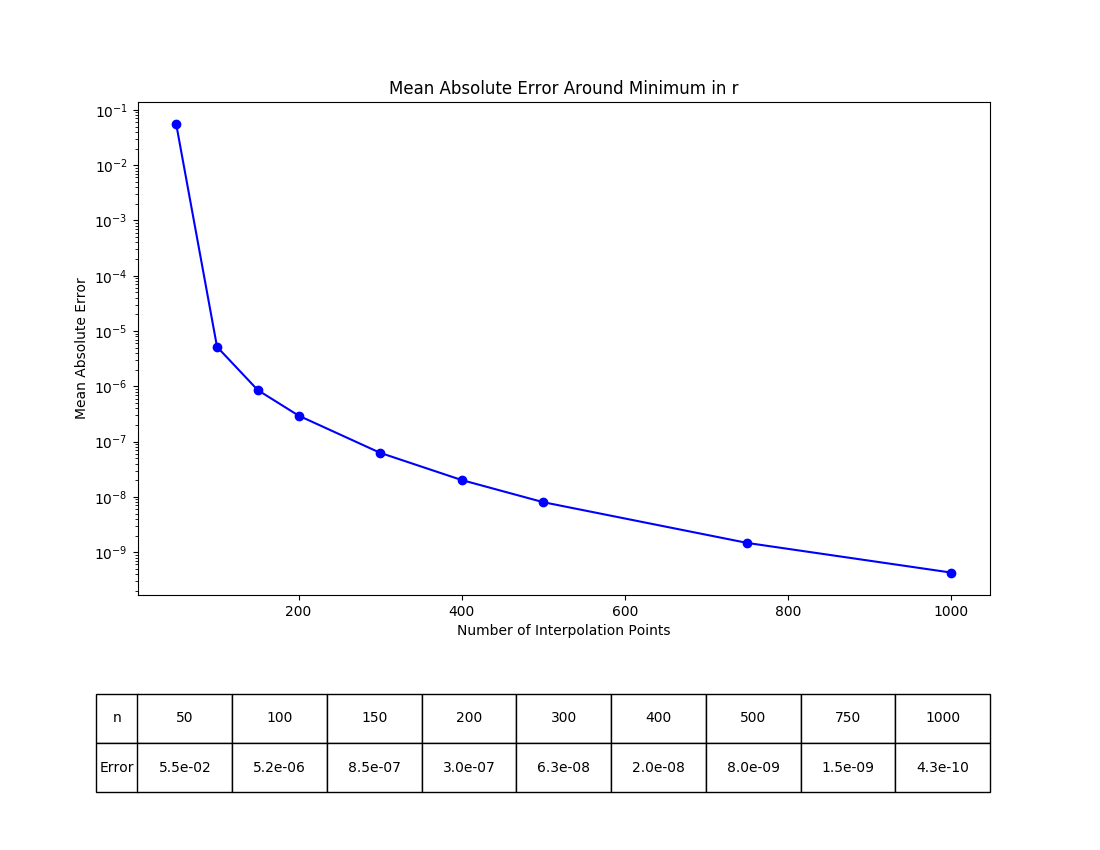 Mean Absolute Error Around Minimum in r
10⁻¹
10⁻²
10⁻³
10⁻⁴
10⁻⁵
10⁻⁶
10⁻⁷
10⁻⁸
10⁻⁹
Mean Absolute Error
200 400 600 800 1000
Number of Interpolation Points
n 50 100 150 200 300 400 500 750 1000
Error 5.5e-02 5.2e-06 8.5e-07 3.0e-07 6.3e-08 2.0e-08 8.0e-09 1.5e-09 4.3e-10